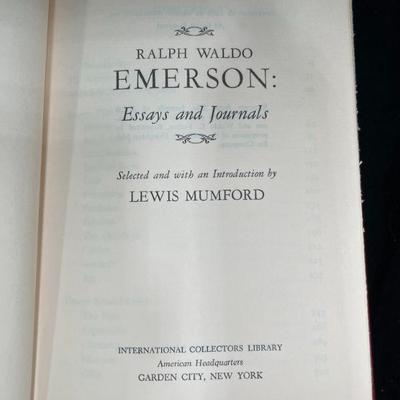 RALPH WALDO
EMERSON:
Essays and Journals
Selected and with an Introduction by
LEWIS MUMFORD
INTERNATIONAL COLLECTORS LIBRARY
American Headquarters
GARDEN CITY, NEW YORK